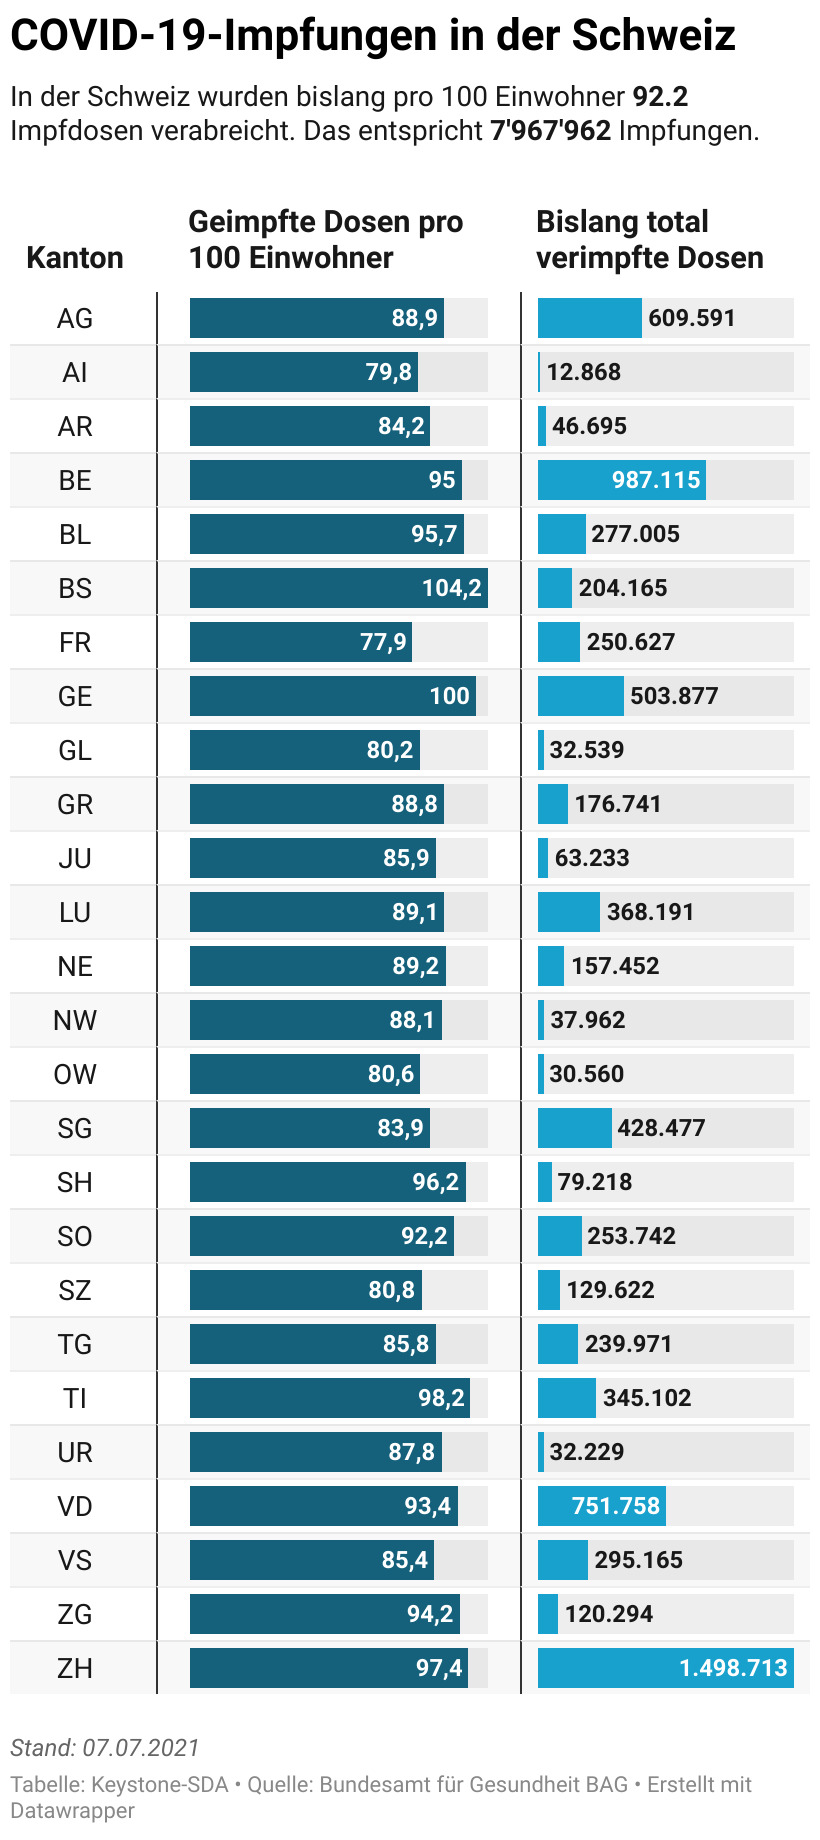 COVID-19-Impfungen in der Schweiz
In der Schweiz wurden bislang pro 100 Einwohner 92.2
Impfdosen verabreicht. Das entspricht 7'967'962 Impfungen.
Kanton Geimpfte Dosen pro 100 Einwohner Bislang total verimpfte Dosen
AG 88,9 609.591
AI 79,8 12.868
AR 84,2 46.695
BE 95 987.115
BL 95,7 277.005
BS 104,2 204.165
FR 77,9 250.627
GE 100 503.877
GL 80,2 32.539
GR 88,8 176.741
JU 85,9 63.233
LU 89,1 368.191
NE 89,2 157.452
NW 88,1 37.962
OW 80,6 30.560
SG 83,9 428.477
SH 96,2 79.218
SO 92,2 253.742
SZ 80,8 129.622
TG 85,8 239.971
TI 98,2 345.102
UR 87,8 32.229
VD 93,4 751.758
VS 85,4 295.165
ZG 94,2 120.294
ZH 97,4 1.498.713
Stand: 07.07.2021
Tabelle: Keystone-SDA • Quelle: Bundesamt für Gesundheit BAG • Erstellt mit
Datawrapper